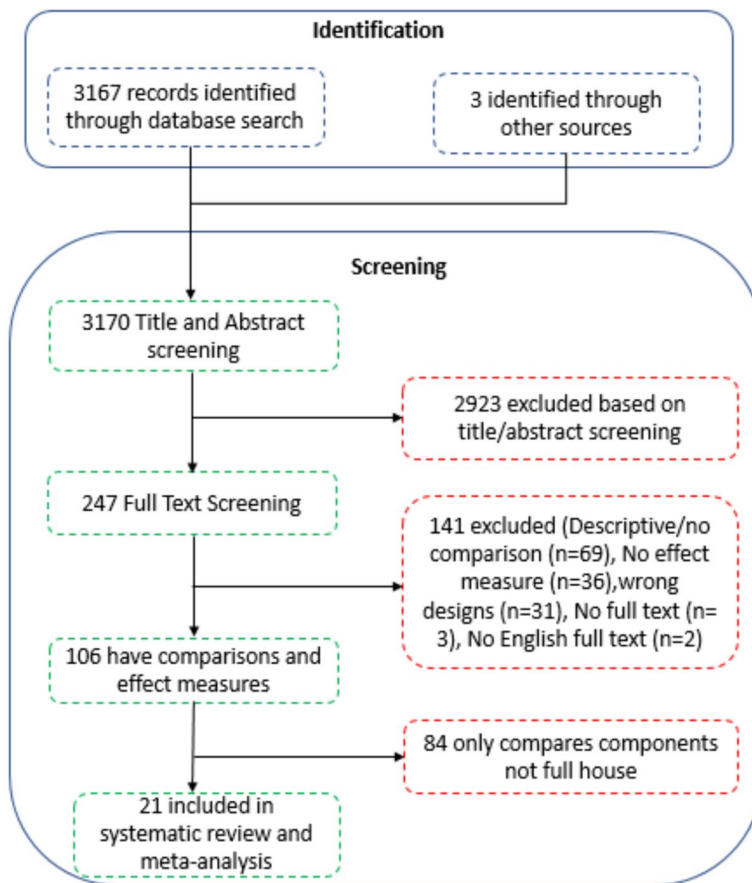 Identification
3167 records identified
through database search
3 identified through
other sources
Screening
3170 Title and Abstract
screening
2923 excluded based on
title/abstract screening
247 Full Text Screening
141 excluded (Descriptive/no
comparison (n=69), No effect
measure (n=36),wrong
designs (n=31), No full text (n=
3), No English full text (n=2)
106 have comparisons and
effect measures
84 only compares components
not full house
21 included in
systematic review and
meta-analysis